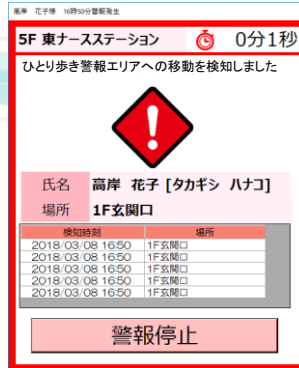 高岸 花子様 16時50分警報発生
5F 東ナースステーション 0分1秒
ひとり歩き警報エリアへの移動を検知しました
氏名 高岸 花子 [タカギシ ハナコ]
場所 1F玄関口
検知時刻 場所
2018/03/08 16:50 1F玄関口
2018/03/08 16:50 1F玄関口
2018/03/08 16:50 1F玄関口
2018/03/08 16:50 1F玄関口
2018/03/08 16:50 1F玄関口
警報停止